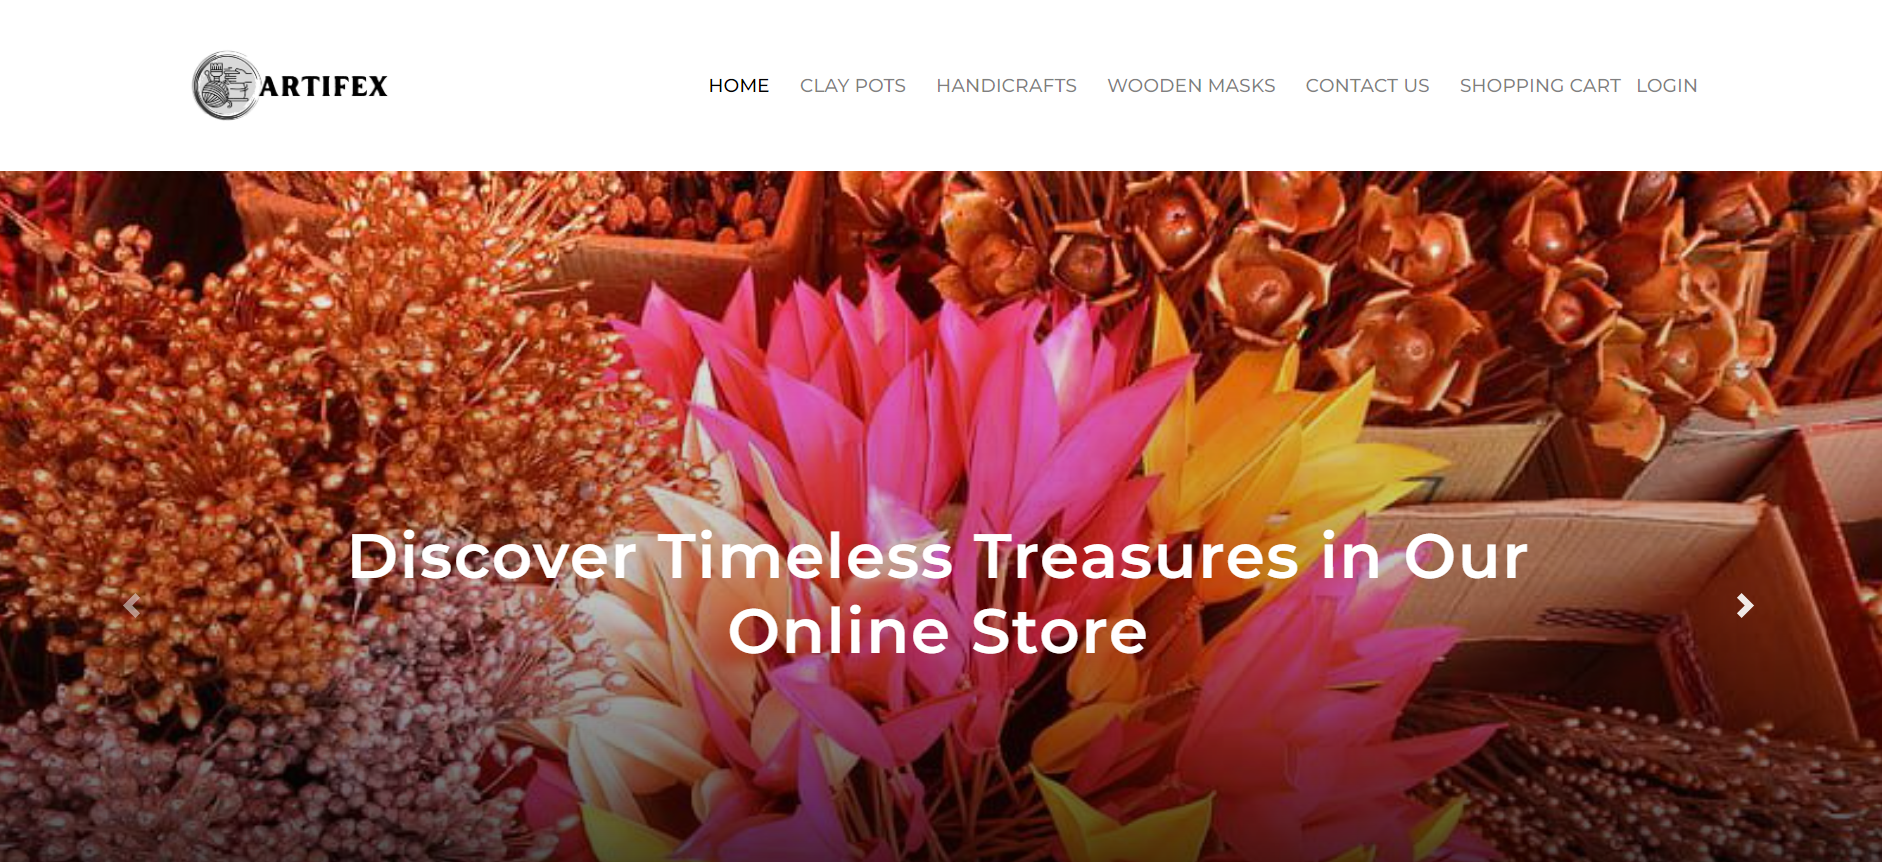 ARTIFEX
HOME CLAY POTS HANDICRAFTS WOODEN MASKS CONTACT US SHOPPING CART LOGIN
Discover Timeless Treasures in Our
Online Store